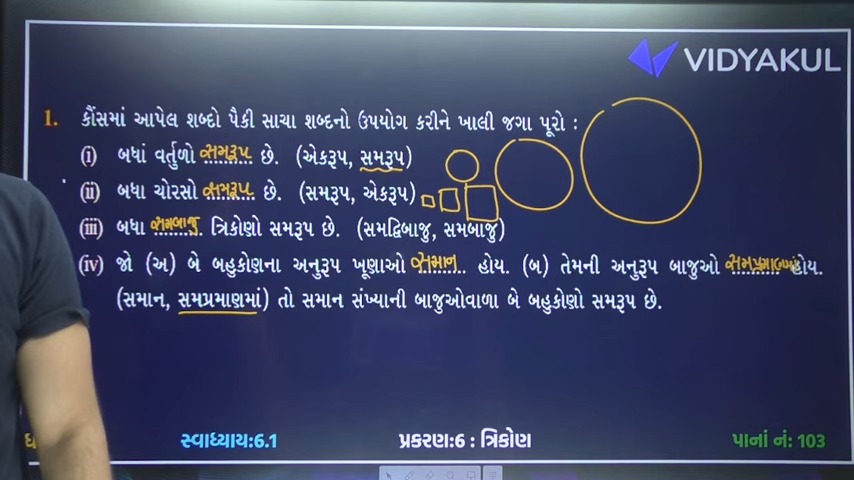 VIDYAKUL
1. કૌંસમાં આપેલ શબ્દો પૈકી સાચા શબ્દનો ઉપયોગ કરીને ખાલી જગા પૂરો :
(i) બધાં વર્તુળો સમરૂપ છે. (એકરૂપ, સમરૂપ)
(ii) બધા ચોરસો સમરૂપ છે. (સમરૂપ, એકરૂપ)
(iii) બધા સમબાજુ ત્રિકોણો સમરૂપ છે. (સમદ્વિબાજુ, સમબાજુ)
(iv) જો (અ) બે બહુકોણના અનુરૂપ ખૂણાઓ સમાન હોય. (બ) તેમની અનુરૂપ બાજુઓ સમપ્રમાણમાં હોય.
(સમાન, સમપ્રમાણમાં) તો સમાન સંખ્યાની બાજુઓવાળા બે બહુકોણો સમરૂપ છે.
સ્વાધ્યાય:6.1 પ્રકરણ:6 : ત્રિકોણ પાનાં નં: 103